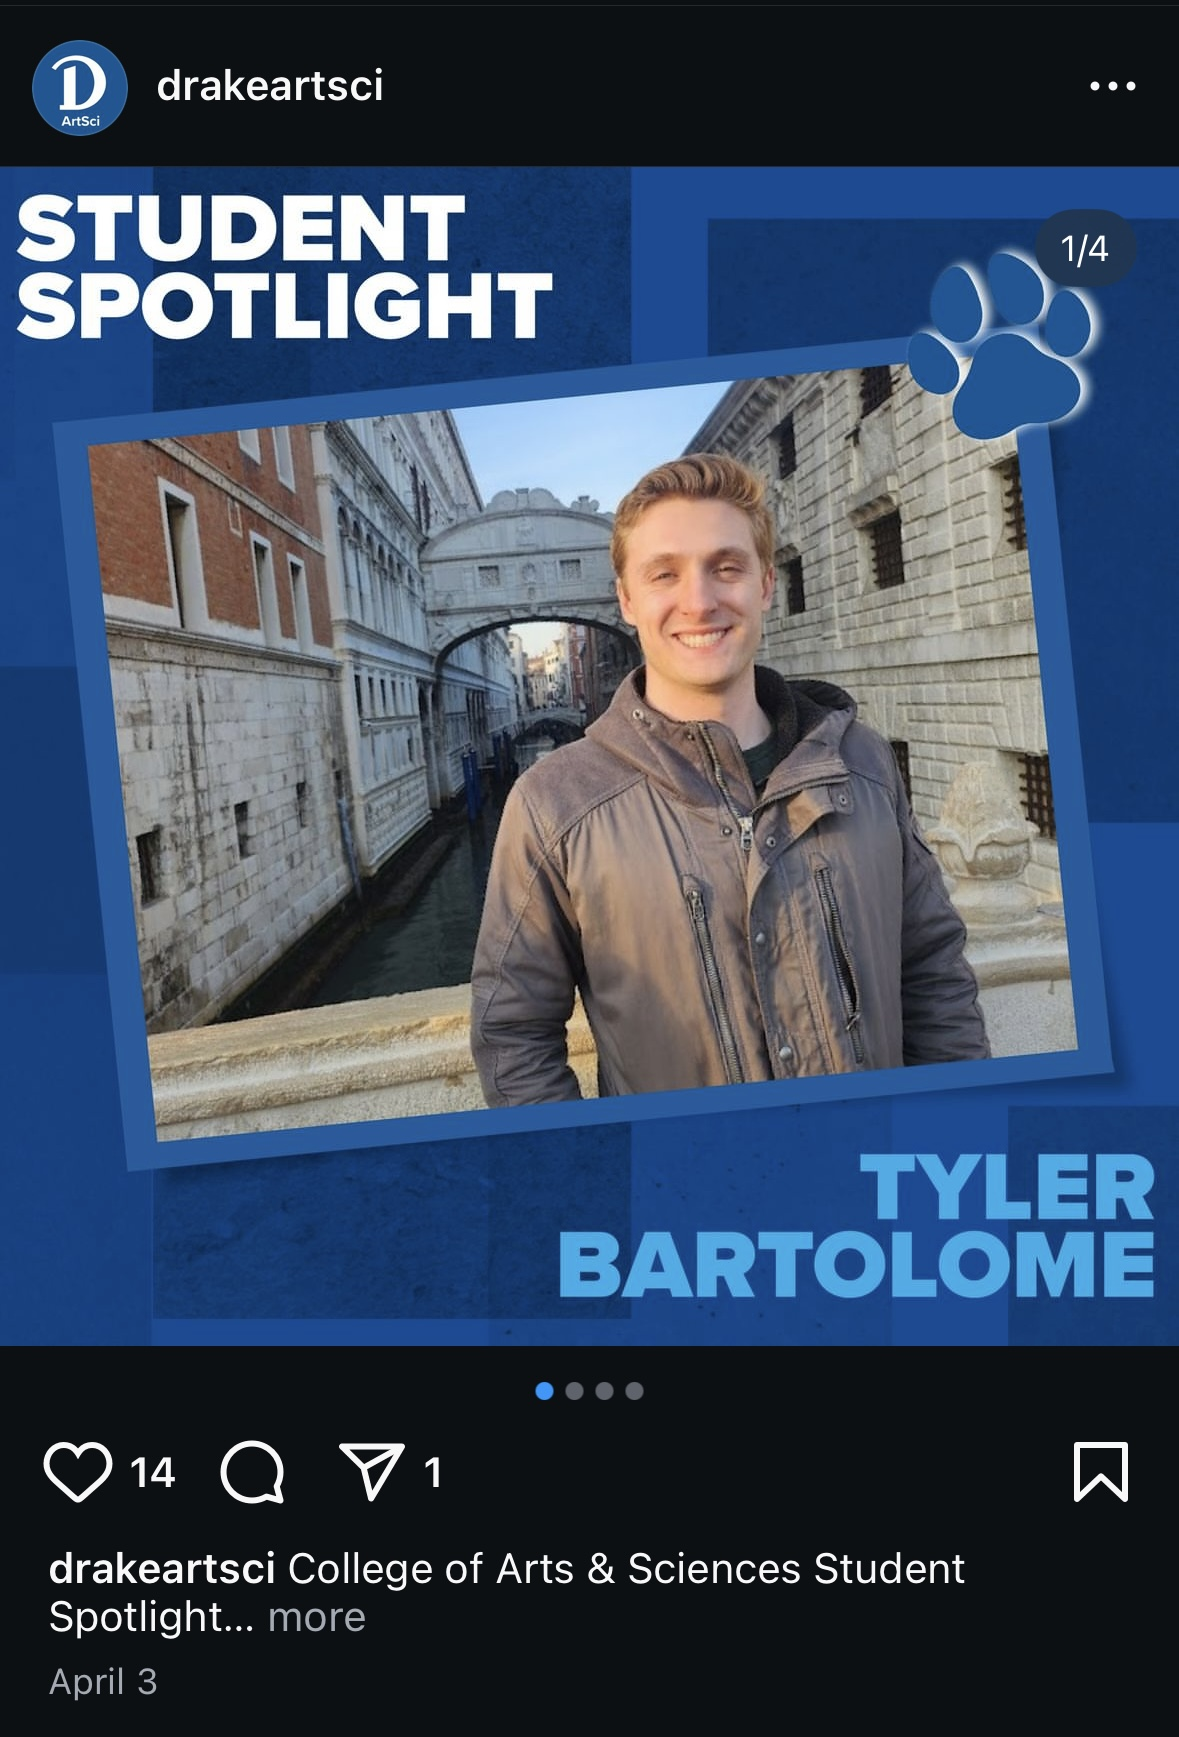 D
ArtSci
drakeartsci
STUDENT
SPOTLIGHT
1/4
TYLER
BARTOLOME
14
1
drakeartsci College of Arts & Sciences Student
Spotlight... more
April 3